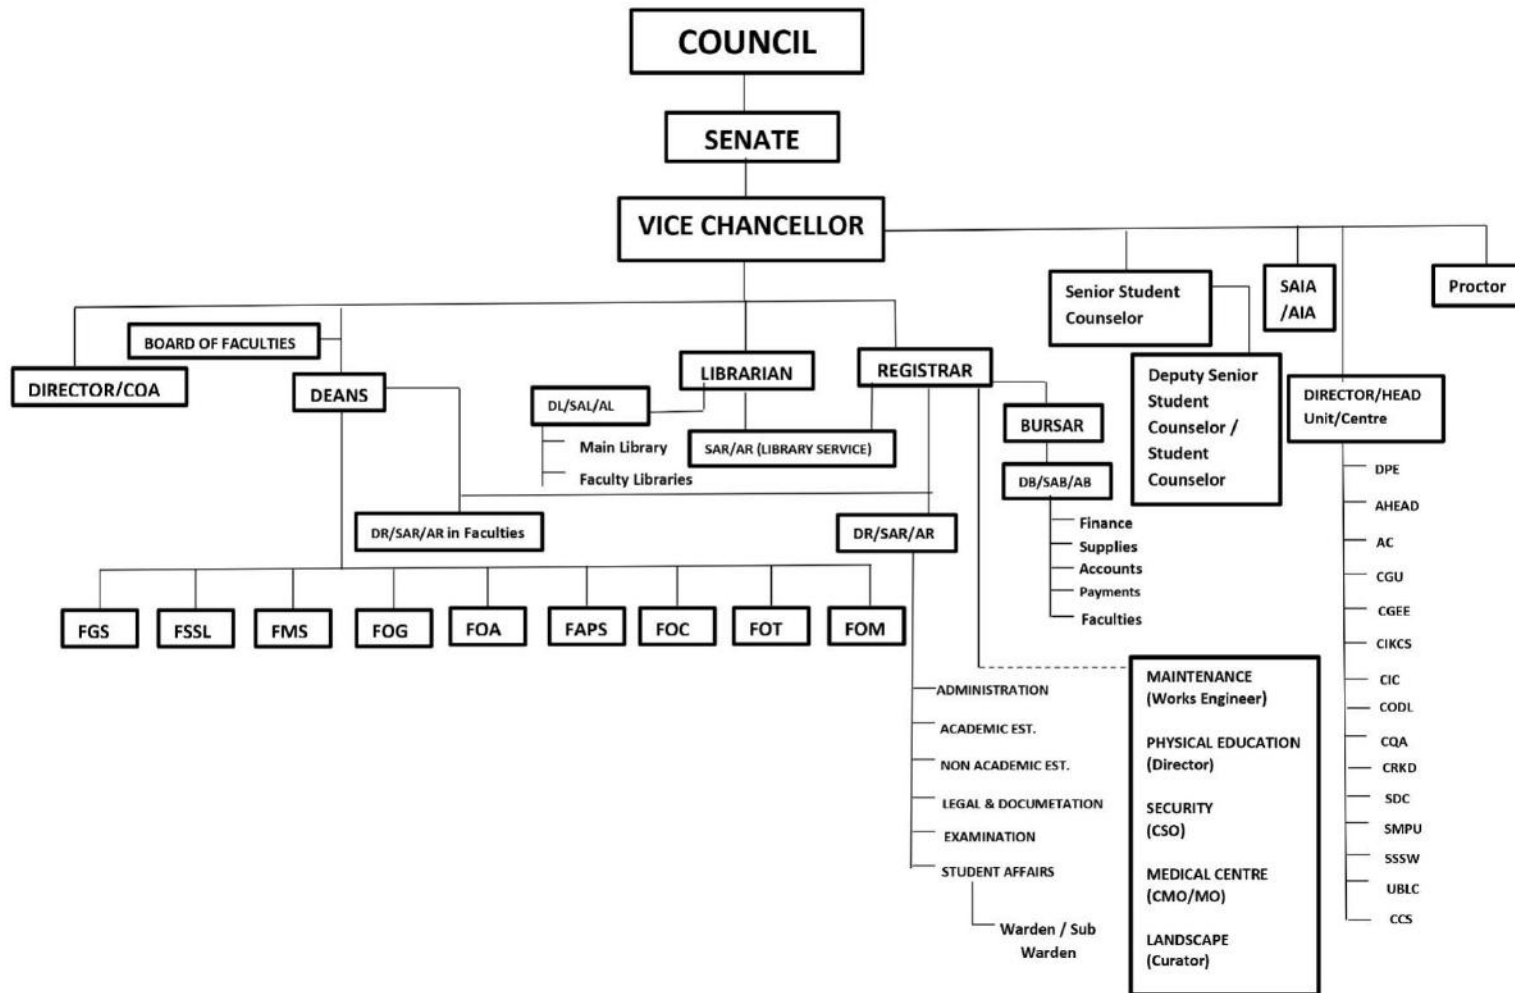 COUNCIL
SENATE
VICE CHANCELLOR
Senior Student
Counselor
SAIA
/AIA
Proctor
BOARD OF FACULTIES
DIRECTOR/COA
DEANS
LIBRARIAN
REGISTRAR
Deputy Senior
Student
Counselor /
Student
Counselor
DIRECTOR/HEAD
Unit/Centre
DL/SAL/AL
Main Library
Faculty Libraries
SAR/AR (LIBRARY SERVICE)
BURSAR
DB/SAB/AB
Finance
Supplies
Accounts
Payments
Faculties
DR/SAR/AR in Faculties
DR/SAR/AR
FGS
FSSL
FMS
FOG
FOA
FAPS
FOC
FOT
FOM
ADMINISTRATION
ACADEMIC EST.
NON ACADEMIC EST.
LEGAL & DOCUMETATION
EXAMINATION
STUDENT AFFAIRS
Warden / Sub
Warden
MAINTENANCE
(Works Engineer)
PHYSICAL EDUCATION
(Director)
SECURITY
(CSO)
MEDICAL CENTRE
(CMO/MO)
LANDSCAPE
(Curator)
DPE
AHEAD
AC
CGU
CGEE
CIKCS
CIC
CODL
CQA
CRKD
SDC
SMPU
SSSW
UBLC
CCS